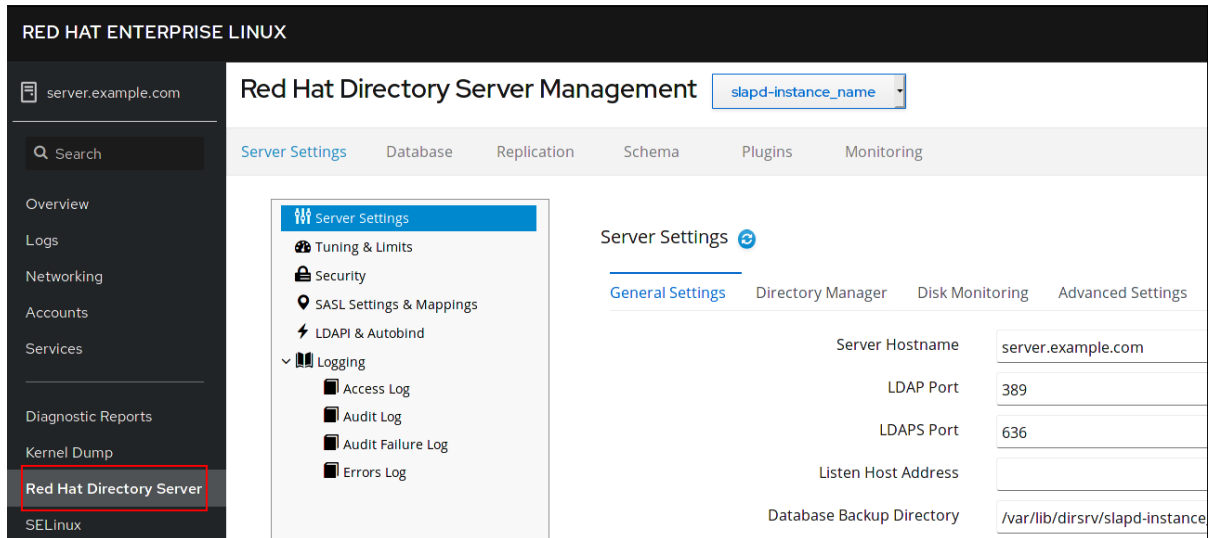 RED HAT ENTERPRISE LINUX
server.example.com
Search
Overview
Logs
Networking
Accounts
Services
Diagnostic Reports
Kernel Dump
Red Hat Directory Server
SELinux
Red Hat Directory Server Management slapd-instance_name
Server Settings Database Replication Schema Plugins Monitoring
Server Settings
Tuning & Limits
Security
SASL Settings & Mappings
LDAPI & Autobind
Logging
Access Log
Audit Log
Audit Failure Log
Errors Log
Server Settings
General Settings Directory Manager Disk Monitoring Advanced Settings
Server Hostname server.example.com
LDAP Port 389
LDAPS Port 636
Listen Host Address
Database Backup Directory /var/lib/dirsrv/slapd-instance_